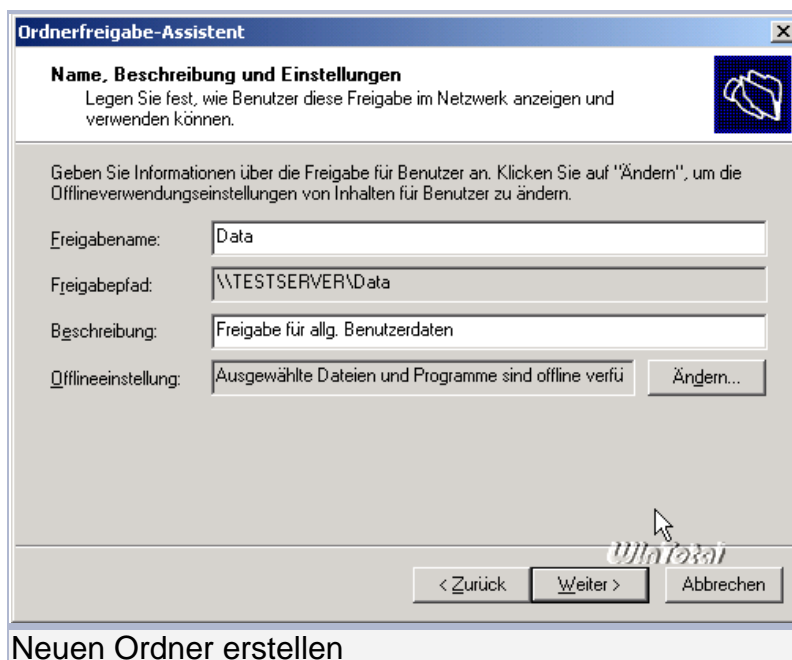 Ordnerfreigabe-Assistent
Name, Beschreibung und Einstellungen
Legen Sie fest, wie Benutzer diese Freigabe im Netzwerk anzeigen und
verwenden können.
Geben Sie Informationen über die Freigabe für Benutzer an. Klicken Sie auf "Ändern", um die
Offlineverwendungseinstellungen von Inhalten für Benutzer zu ändern.
Freigabename: Data
Freigabepfad: \\TESTSERVER\Data
Beschreibung: Freigabe für allg. Benutzerdaten
Offlineeinstellung: Ausgewählte Dateien und Programme sind offline verfü Ändern...
WinTotal
< Zurück Weiter > Abbrechen
Neuen Ordner erstellen